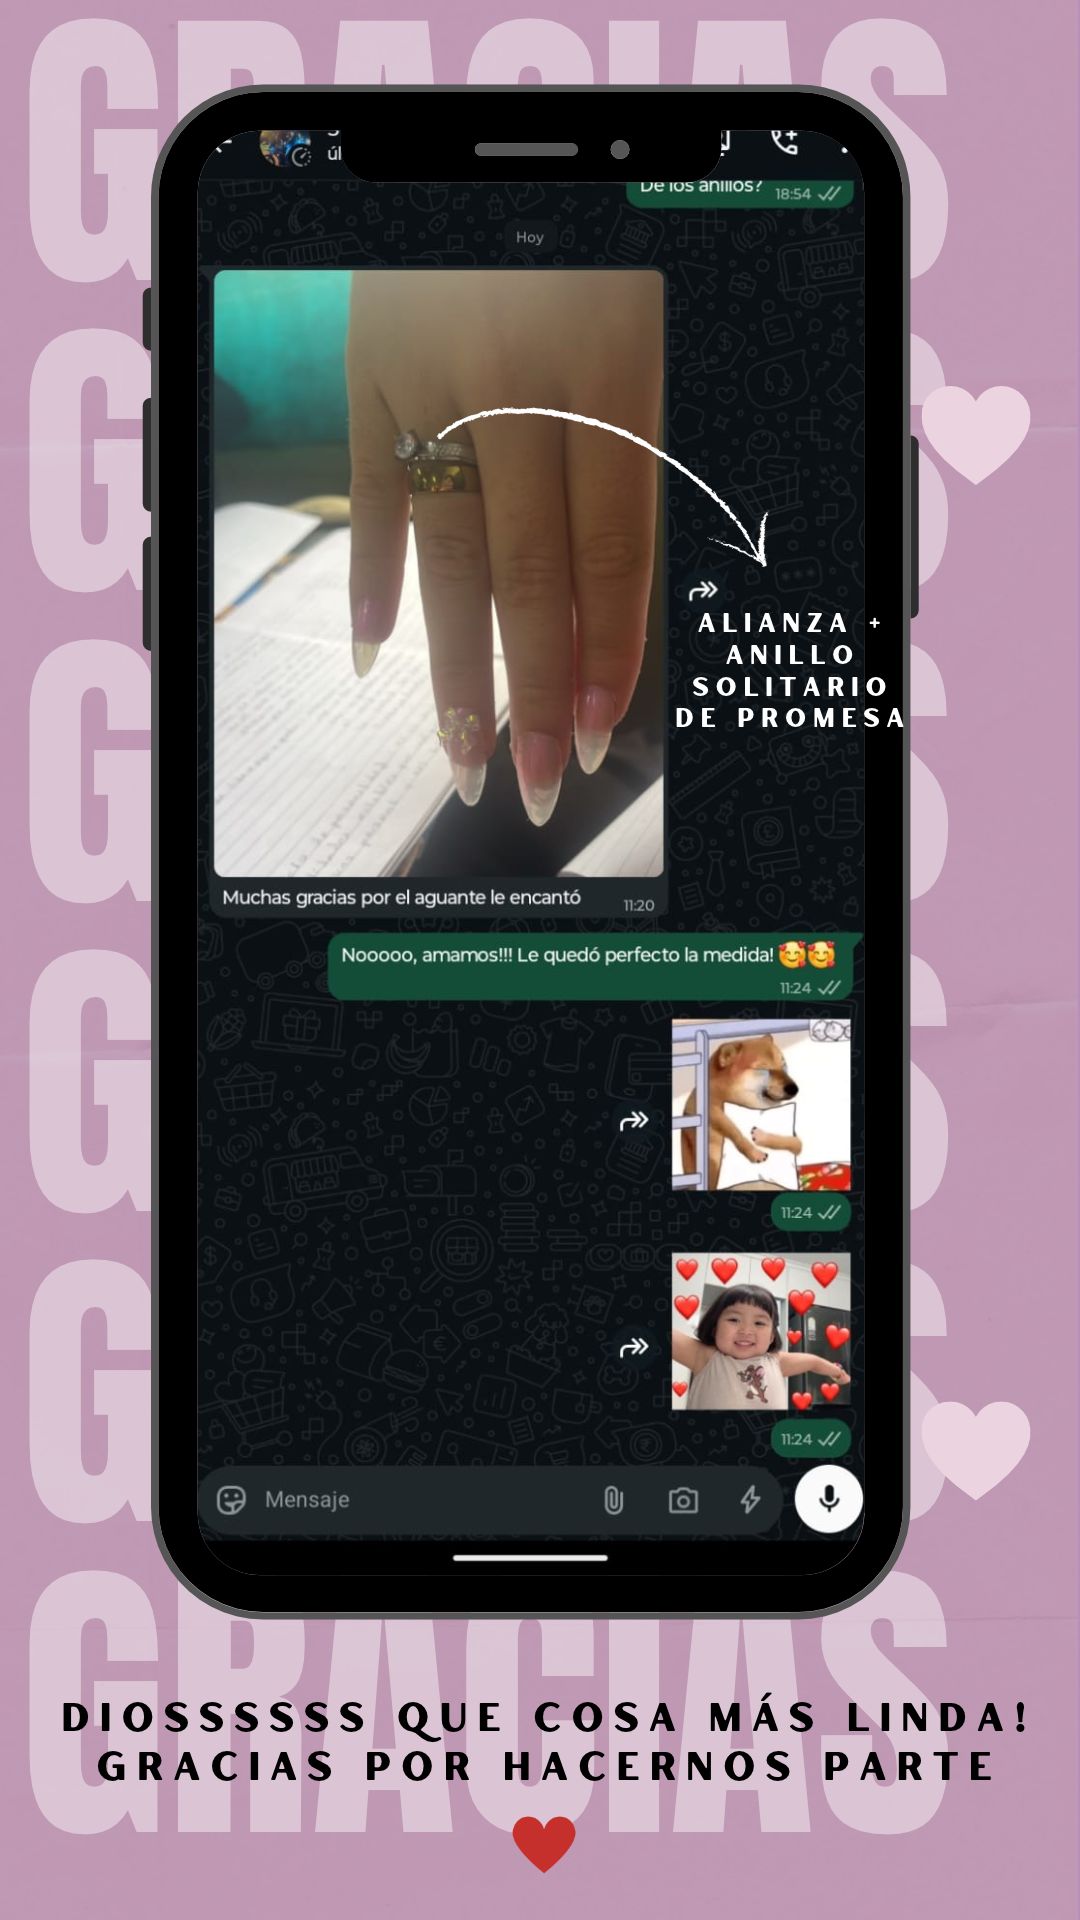 GRACIAS
úl
De los anillos? 18:54
Hoy
ALIANZA +
ANILLO
SOLITARIO
DE PROMESA
Muchas gracias por el aguante le encantó 11:20
Nooooo, amamos!!! Le quedó perfecto la medida! 🥰🥰
11:24
11:24
11:24
Mensaje
GRACIAS
DIOSSSSSS QUE COSA MÁS LINDA!
GRACIAS POR HACERNOS PARTE